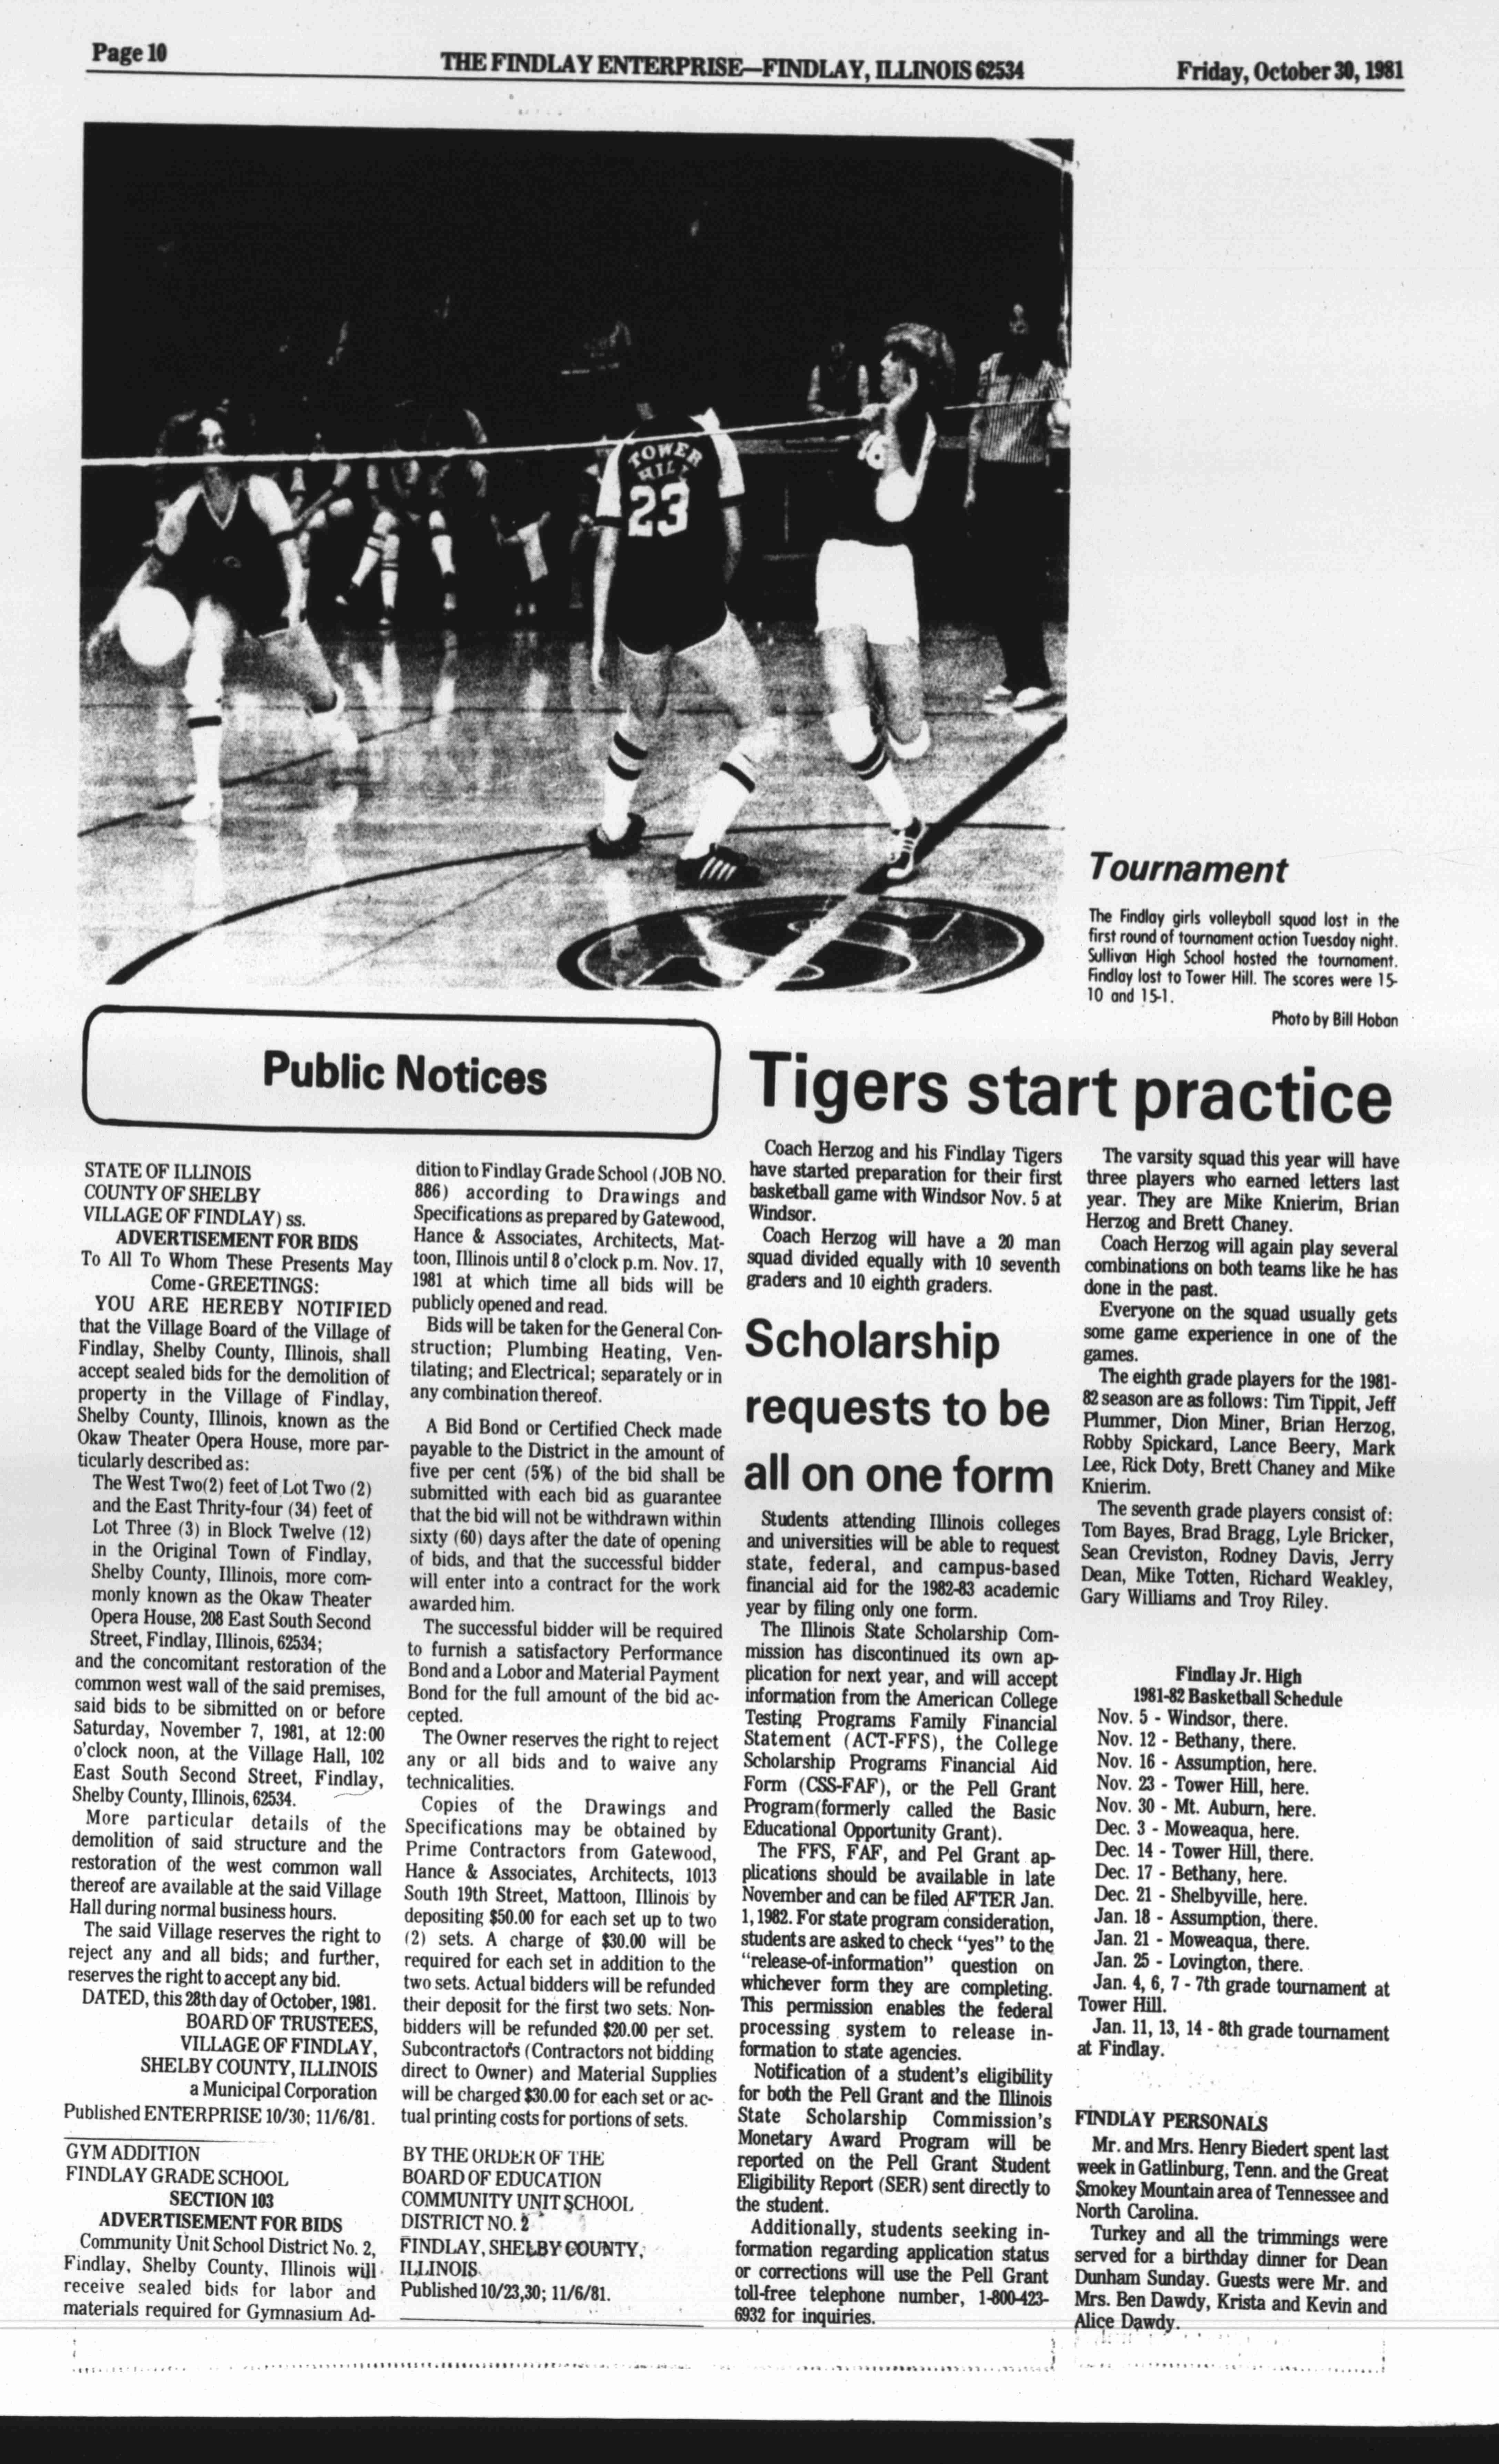 Page 10
THE FINDLAY ENTERPRISE—FINDLAY, ILLINOIS 62534
Friday, October 30, 1981
TOWER
HILL
23
Tournament
The Findlay girls volleyball squad lost in the
first round of tournament action Tuesday night.
Sullivan High School hosted the tournament.
Findlay lost to Tower Hill. The scores were 15-
10 and 15-1.
Photo by Bill Hoban
Public Notices
STATE OF ILLINOIS
COUNTY OF SHELBY
VILLAGE OF FINDLAY) ss.
ADVERTISEMENT FOR BIDS
To All To Whom These Presents May
Come - GREETINGS:
YOU ARE HEREBY NOTIFIED
that the Village Board of the Village of
Findlay, Shelby County, Illinois, shall
accept sealed bids for the demolition of
property in the Village of Findlay,
Shelby County, Illinois, known as the
Okaw Theater Opera House, more par-
ticularly described as:
The West Two(2) feet of Lot Two (2)
and the East Thrity-four (34) feet of
Lot Three (3) in Block Twelve (12)
in the Original Town of Findlay,
Shelby County, Illinois, more com-
monly known as the Okaw Theater
Opera House, 208 East South Second
Street, Findlay, Illinois, 62534;
and the concomitant restoration of the
common west wall of the said premises,
said bids to be sibmitted on or before
Saturday, November 7, 1981, at 12:00
o'clock noon, at the Village Hall, 102
East South Second Street, Findlay,
Shelby County, Illinois, 62534.
More particular details of the
demolition of said structure and the
restoration of the west common wall
thereof are available at the said Village
Hall during normal business hours.
The said Village reserves the right to
reject any and all bids; and further,
reserves the right to accept any bid.
DATED, this 28th day of October, 1981.
BOARD OF TRUSTEES,
VILLAGE OF FINDLAY,
SHELBY COUNTY, ILLINOIS
a Municipal Corporation
Published ENTERPRISE 10/30; 11/6/81.
GYM ADDITION
FINDLAY GRADE SCHOOL
SECTION 103
ADVERTISEMENT FOR BIDS
Community Unit School District No. 2,
Findlay, Shelby County, Illinois will
receive sealed bids for labor and
materials required for Gymnasium Ad-
dition to Findlay Grade School (JOB NO.
886) according to Drawings and
Specifications as prepared by Gatewood,
Hance & Associates, Architects, Mat-
toon, Illinois until 8 o'clock p.m. Nov. 17,
1981 at which time all bids will be
publicly opened and read.
Bids will be taken for the General Con-
struction; Plumbing Heating, Ven-
tilating; and Electrical; separately or in
any combination thereof.
A Bid Bond or Certified Check made
payable to the District in the amount of
five per cent (5%) of the bid shall be
submitted with each bid as guarantee
that the bid will not be withdrawn within
sixty (60) days after the date of opening
of bids, and that the successful bidder
will enter into a contract for the work
awarded him.
The successful bidder will be required
to furnish a satisfactory Performance
Bond and a Lobor and Material Payment
Bond for the full amount of the bid ac-
cepted.
The Owner reserves the right to reject
any or all bids and to waive any
technicalities.
Copies of the Drawings and
Specifications may be obtained by
Prime Contractors from Gatewood,
Hance & Associates, Architects, 1013
South 19th Street, Mattoon, Illinois by
depositing $50.00 for each set up to two
(2) sets. A charge of $30.00 will be
required for each set in addition to the
two sets. Actual bidders will be refunded
their deposit for the first two sets. Non-
bidders will be refunded $20.00 per set.
Subcontractors (Contractors not bidding
direct to Owner) and Material Supplies
will be charged $30.00 for each set or ac-
tual printing costs for portions of sets.
BY THE ORDER OF THE
BOARD OF EDUCATION
COMMUNITY UNIT SCHOOL
DISTRICT NO. 2
FINDLAY, SHELBY COUNTY,
ILLINOIS
Published 10/23,30; 11/6/81.
Tigers start practice
Coach Herzog and his Findlay Tigers
have started preparation for their first
basketball game with Windsor Nov. 5 at
Windsor.
Coach Herzog will have a 20 man
squad divided equally with 10 seventh
graders and 10 eighth graders.
The varsity squad this year will have
three players who earned letters last
year. They are Mike Knierim, Brian
Herzog and Brett Chaney.
Coach Herzog will again play several
combinations on both teams like he has
done in the past.
Everyone on the squad usually gets
some game experience in one of the
games.
The eighth grade players for the 1981-
82 season are as follows: Tim Tippit, Jeff
Plummer, Dion Miner, Brian Herzog,
Robby Spickard, Lance Beery, Mark
Lee, Rick Doty, Brett Chaney and Mike
Knierim.
The seventh grade players consist of:
Tom Bayes, Brad Bragg, Lyle Bricker,
Sean Creviston, Rodney Davis, Jerry
Dean, Mike Totten, Richard Weakley,
Gary Williams and Troy Riley.
Findlay Jr. High
1981-82 Basketball Schedule
Nov. 5 - Windsor, there.
Nov. 12 - Bethany, there.
Nov. 16 - Assumption, here.
Nov. 23 - Tower Hill, here.
Nov. 30 - Mt. Auburn, here.
Dec. 3 - Moweaqua, here.
Dec. 14 - Tower Hill, there.
Dec. 17 - Bethany, here.
Dec. 21 - Shelbyville, here.
Jan. 18 - Assumption, there.
Jan. 21 - Moweaqua, there.
Jan. 25 - Lovington, there.
Jan. 4, 6, 7 - 7th grade tournament at
Tower Hill.
Jan. 11, 13, 14 - 8th grade tournament
at Findlay.
Scholarship
requests to be
all on one form
Students attending Illinois colleges
and universities will be able to request
state, federal, and campus-based
financial aid for the 1982-83 academic
year by filing only one form.
The Illinois State Scholarship Com-
mission has discontinued its own ap-
plication for next year, and will accept
information from the American College
Testing Programs Family Financial
Statement (ACT-FFS), the College
Scholarship Programs Financial Aid
Form (CSS-FAF), or the Pell Grant
Program(formerly called the Basic
Educational Opportunity Grant).
The FFS, FAF, and Pel Grant ap-
plications should be available in late
November and can be filed AFTER Jan.
1, 1982. For state program consideration,
students are asked to check "yes" to the
"release-of-information" question on
whichever form they are completing.
This permission enables the federal
processing system to release in-
formation to state agencies.
Notification of a student's eligibility
for both the Pell Grant and the Illinois
State Scholarship Commission's
Monetary Award Program will be
reported on the Pell Grant Student
Eligibility Report (SER) sent directly to
the student.
Additionally, students seeking in-
formation regarding application status
or corrections will use the Pell Grant
toll-free telephone number, 1-800-423-
6932 for inquiries.
FINDLAY PERSONALS
Mr. and Mrs. Henry Biedert spent last
week in Gatlinburg, Tenn. and the Great
Smokey Mountain area of Tennessee and
North Carolina.
Turkey and all the trimmings were
served for a birthday dinner for Dean
Dunham Sunday. Guests were Mr. and
Mrs. Ben Dawdy, Krista and Kevin and
Alice Dawdy.